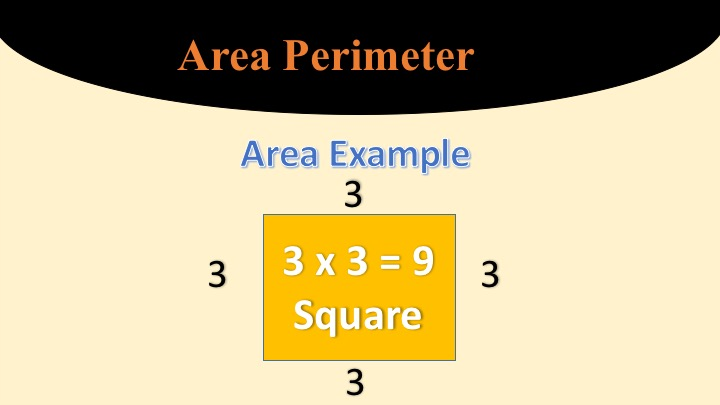 Area Perimeter
Area Example
3
3 x 3 = 9
3
3
Square
3